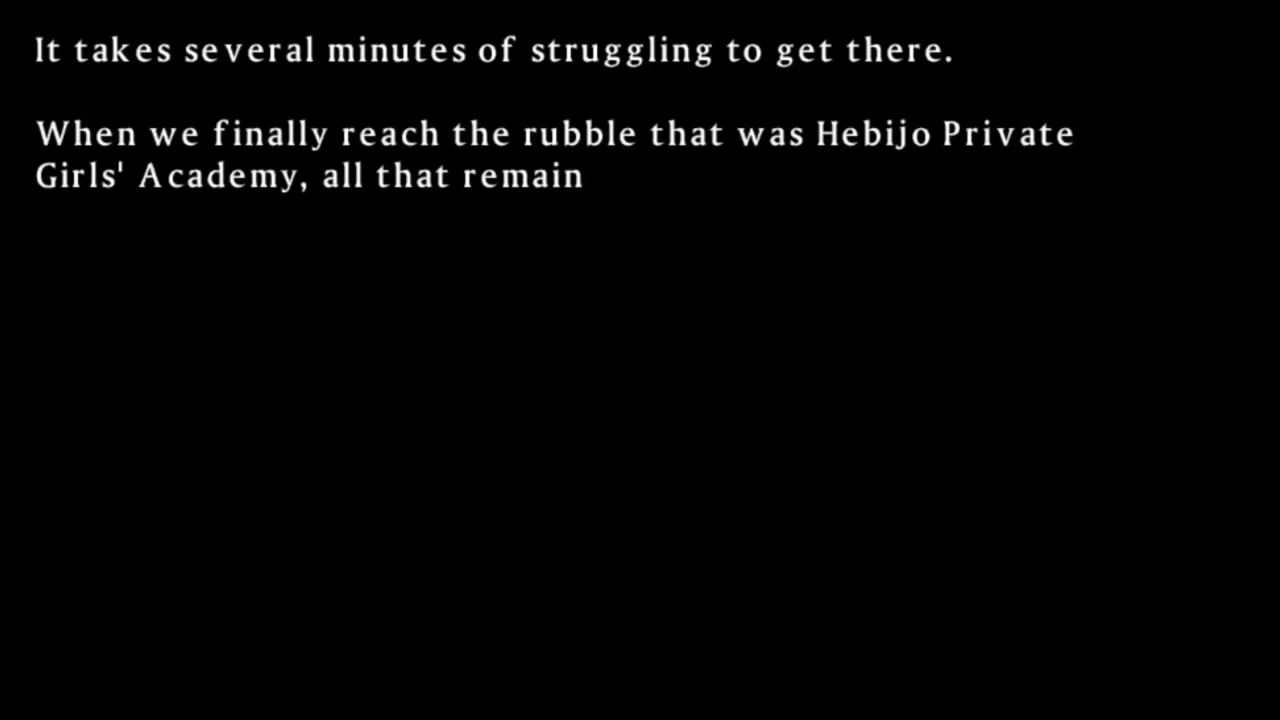 It takes several minutes of struggling to get there.
When we finally reach the rubble that was Hebijo Private
Girls' Academy, all that remain